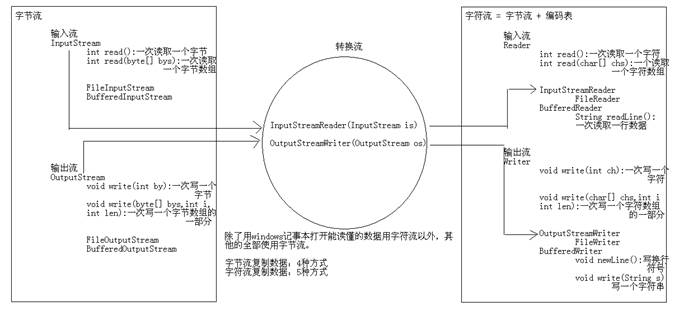 字节流
输入流
InputStream
int read():一次读取一个字节
int read(byte[] bys):一次读取
一个字节数组
FileInputStream
BufferedInputStream
输出流
OutputStream
void write(int by):一次写一个
字节
void write(byte[] bys,int i,
int len):一次写一个字节数组的
一部分
FileOutputStream
BufferedOutputStream
转换流
InputStreamReader(InputStream is)
OutputStreamWriter(OutputStream os)
除了用windows记事本打开能读懂的数据用字符流以外，其
他的全部使用字节流。
字节流复制数据：4种方式
字符流复制数据：5种方式
字符流 = 字节流 + 编码表
输入流
Reader
int read():一次读取一个字符
int read(char[] chs):一个读取
一个字符数组
InputStreamReader
FileReader
BufferedReader
String readLine():
一次读取一行数据
输出流
Writer
void write(int ch):一次写一个
字符
void write(char[] chs,int i
int len):一次写一个字符数组
的一部分
OutputStreamWriter
FileWriter
BufferedWriter
void newLine():写换行
符号
void write(String s)
写一个字符串